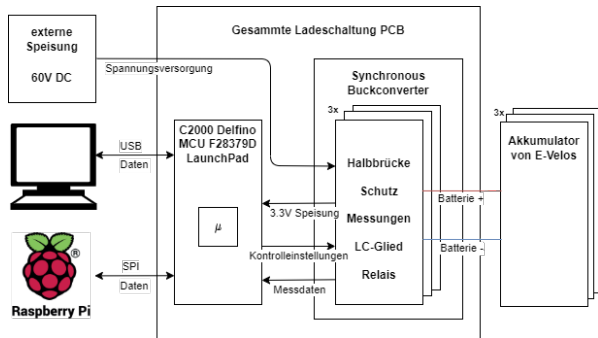 Gesammte Ladeschaltung PCB
externe
Speisung
60V DC
Spannungsversorgung
Synchronous
Buckconverter
3x
C2000 Delfino
MCU F28379D
LaunchPad
µ
USB
Daten
SPI
Daten
®
Raspberry Pi
3.3V Speisung
Kontrolleinstellungen
Messdaten
Halbbrücke
Schutz
Messungen
LC-Glied
Relais
Batterie +
Batterie -
3x
Akkumulator
von E-Velos